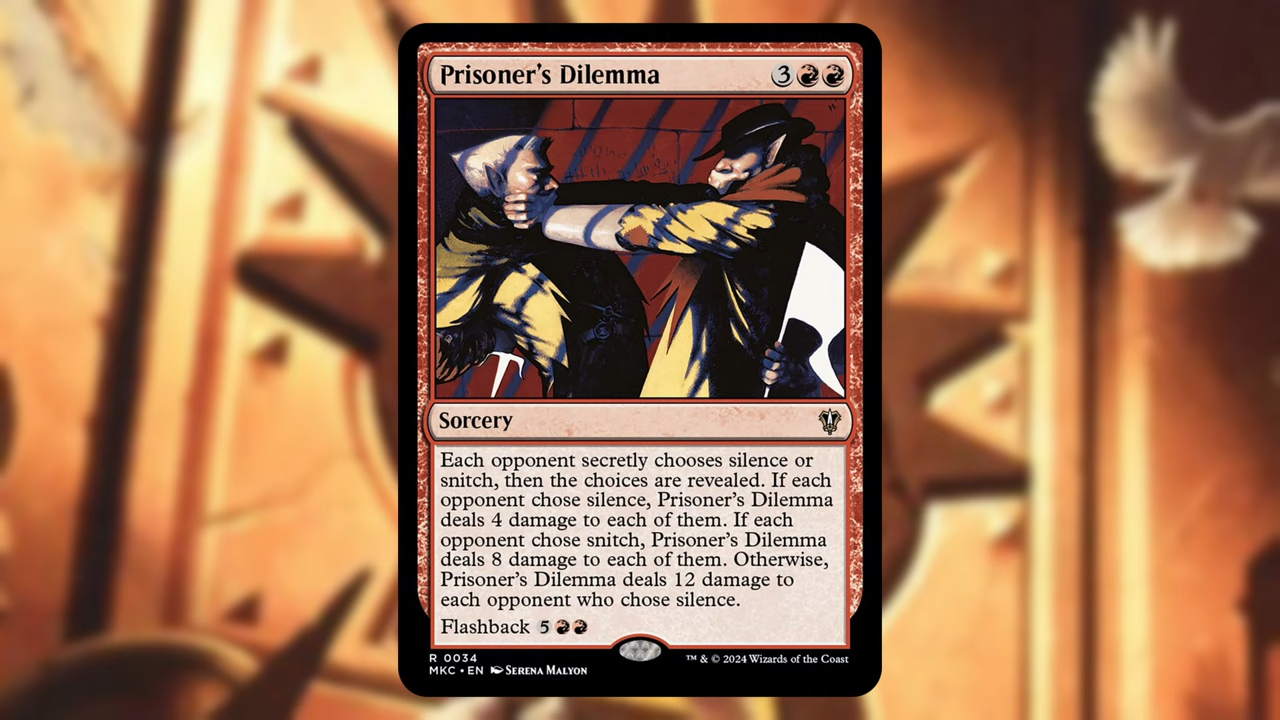 Prisoner's Dilemma 3
Sorcery
Each opponent secretly chooses silence or
snitch, then the choices are revealed. If each
opponent chose silence, Prisoner's Dilemma
deals 4 damage to each of them. If each
opponent chose snitch, Prisoner's Dilemma
deals 8 damage to each of them. Otherwise,
Prisoner's Dilemma deals 12 damage to
each opponent who chose silence.
Flashback 5
R 0034
MKC • EN Serena Malyon
™ & © 2024 Wizards of the Coast